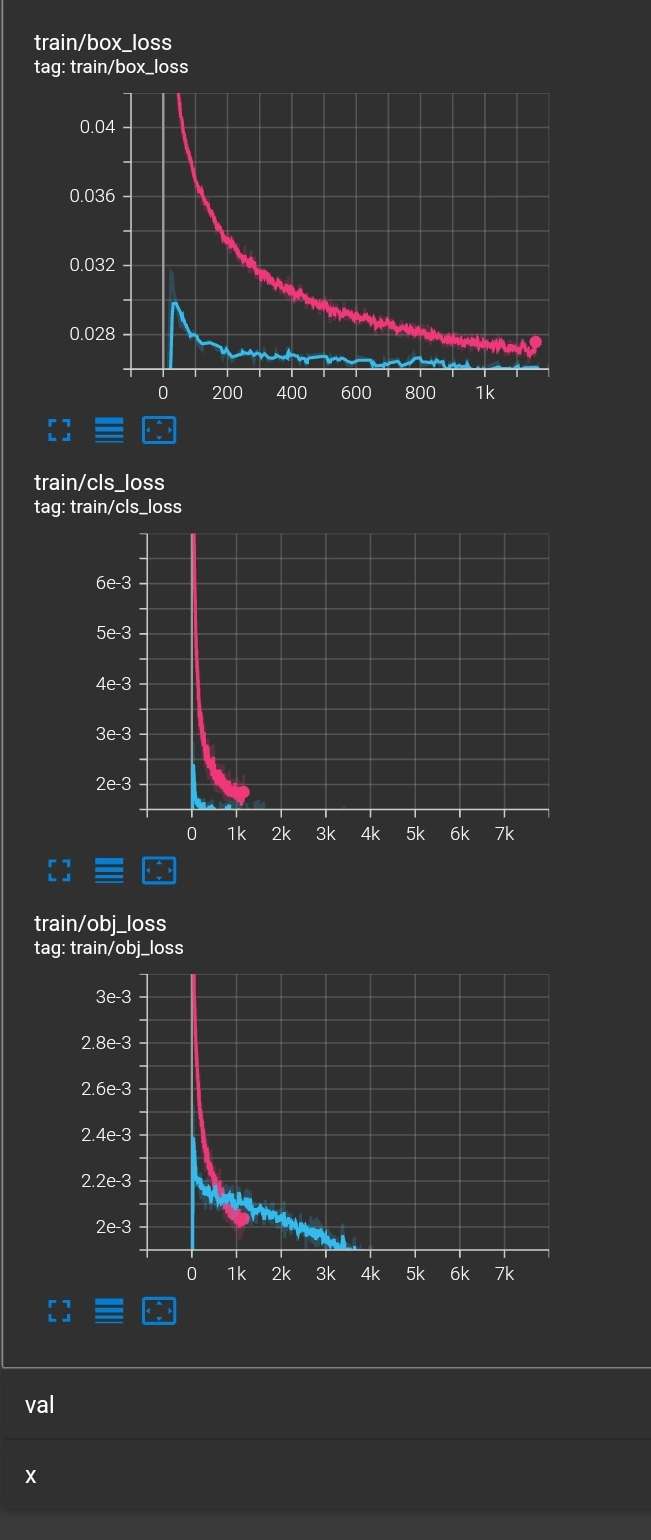 train/box_loss
tag: train/box_loss
0.04
0.036
0.032
0.028
0 200 400 600 800 1k
train/cls_loss
tag: train/cls_loss
6e-3
5e-3
4e-3
3e-3
2e-3
0 1k 2k 3k 4k 5k 6k 7k
train/obj_loss
tag: train/obj_loss
3e-3
2.8e-3
2.6e-3
2.4e-3
2.2e-3
2e-3
0 1k 2k 3k 4k 5k 6k 7k
val
x